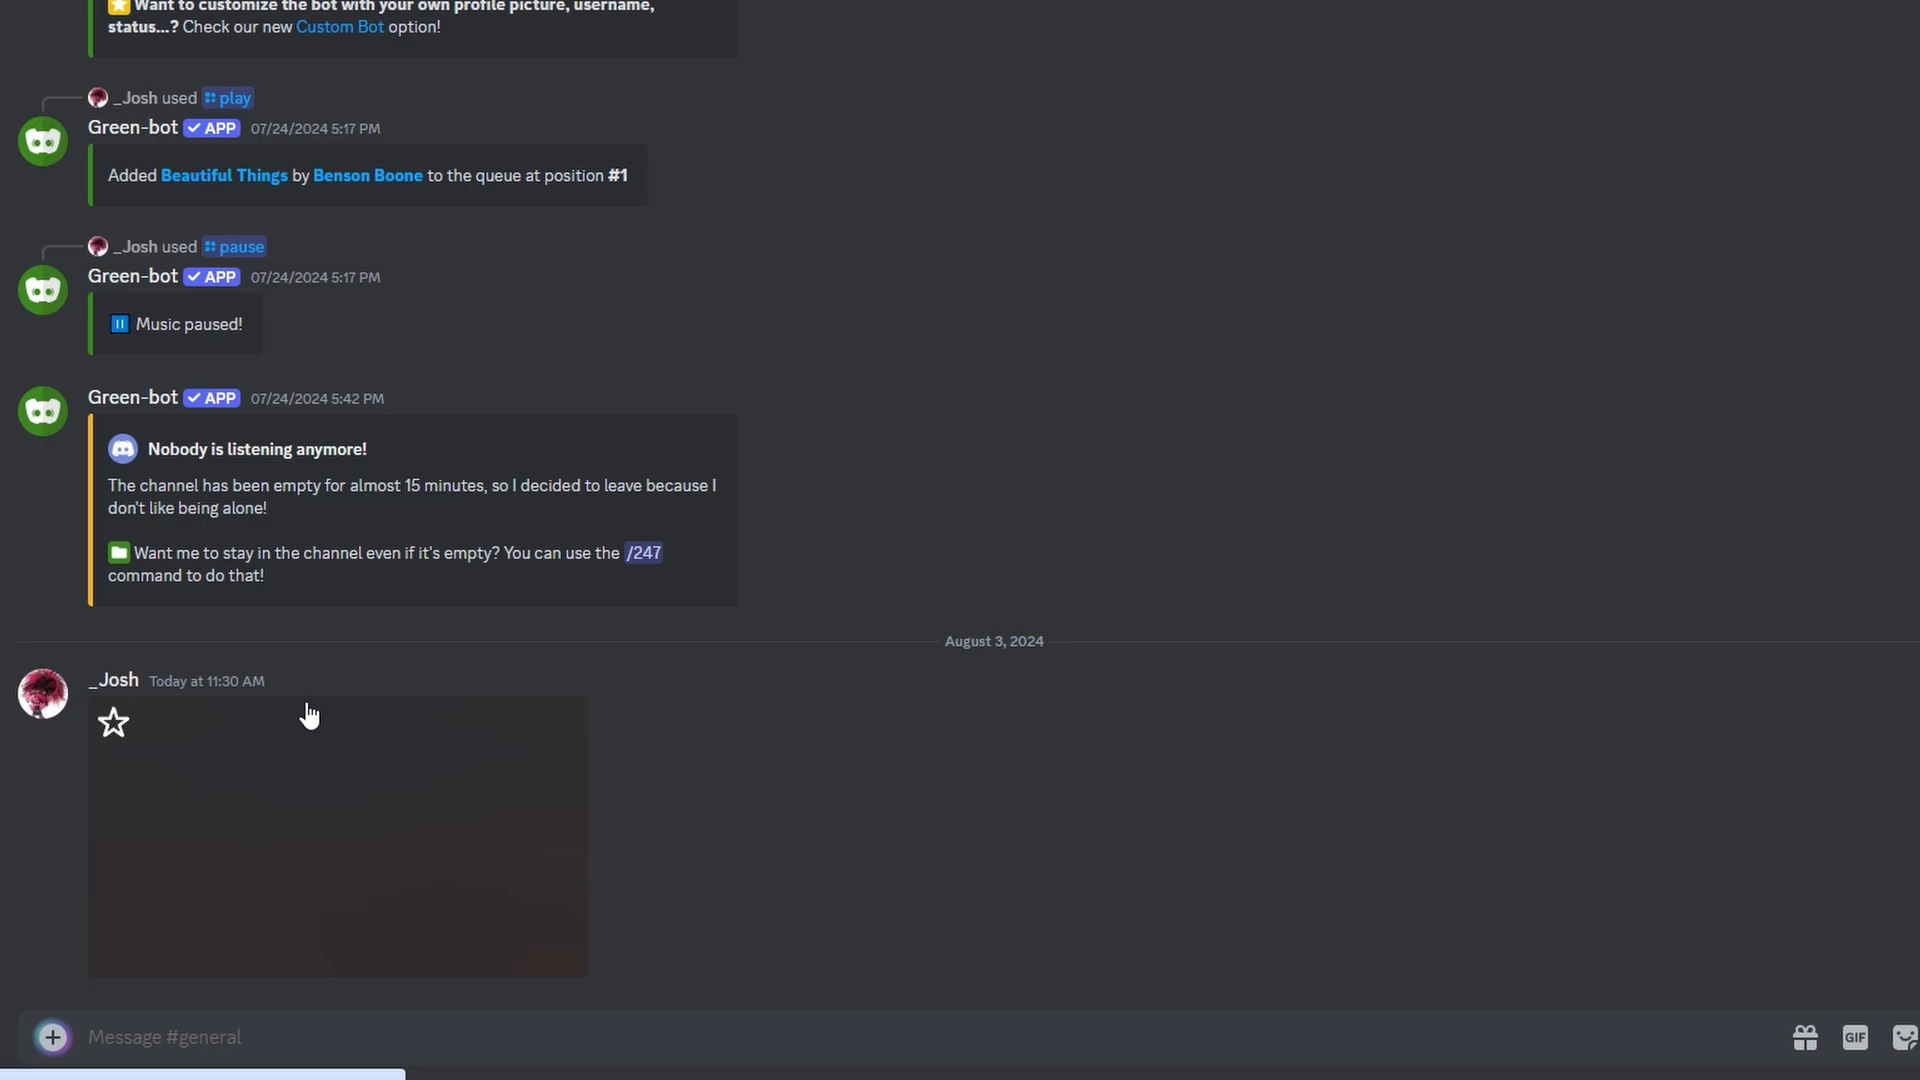 Want to customize the bot with your own profile picture, username,
status...? Check our new Custom Bot option!
_Josh used play
Green-bot APP 07/24/2024 5:17 PM
Added Beautiful Things by Benson Boone to the queue at position #1
_Josh used pause
Green-bot APP 07/24/2024 5:17 PM
Music paused!
Green-bot APP 07/24/2024 5:42 PM
Nobody is listening anymore!
The channel has been empty for almost 15 minutes, so I decided to leave because I
don't like being alone!
Want me to stay in the channel even if it's empty? You can use the /247
command to do that!
August 3, 2024
_Josh Today at 11:30 AM
Message #general
GIF